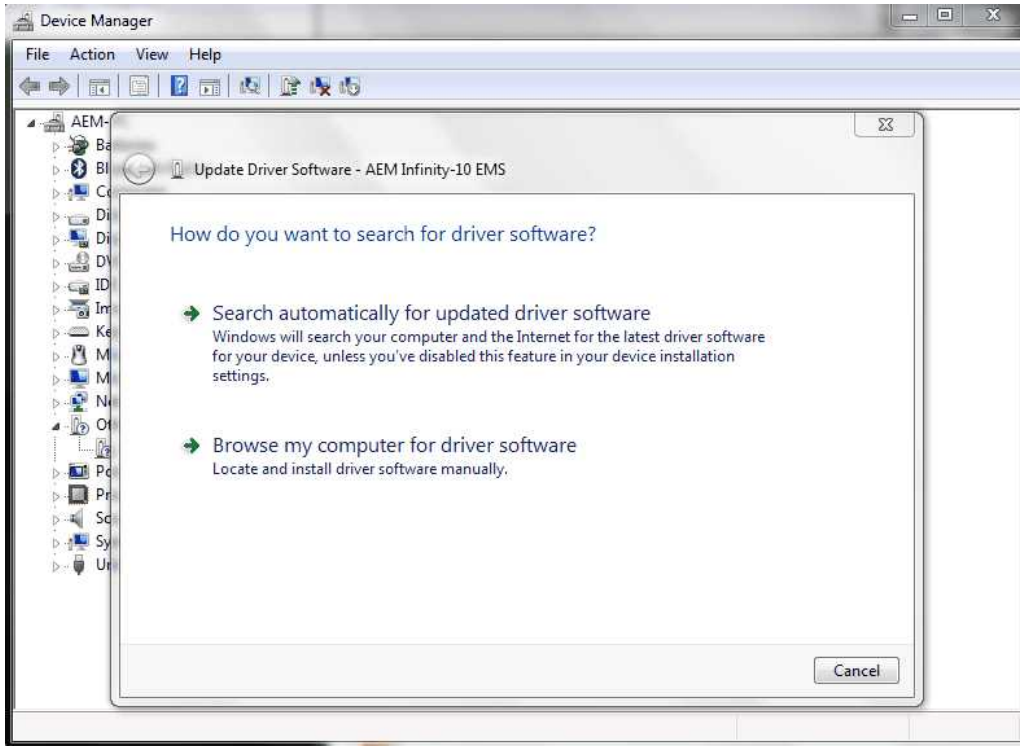 Device Manager
File Action View Help
AEM-
Update Driver Software - AEM Infinity-10 EMS
How do you want to search for driver software?
Search automatically for updated driver software
Windows will search your computer and the Internet for the latest driver software
for your device, unless you've disabled this feature in your device installation
settings.
Browse my computer for driver software
Locate and install driver software manually.
Cancel